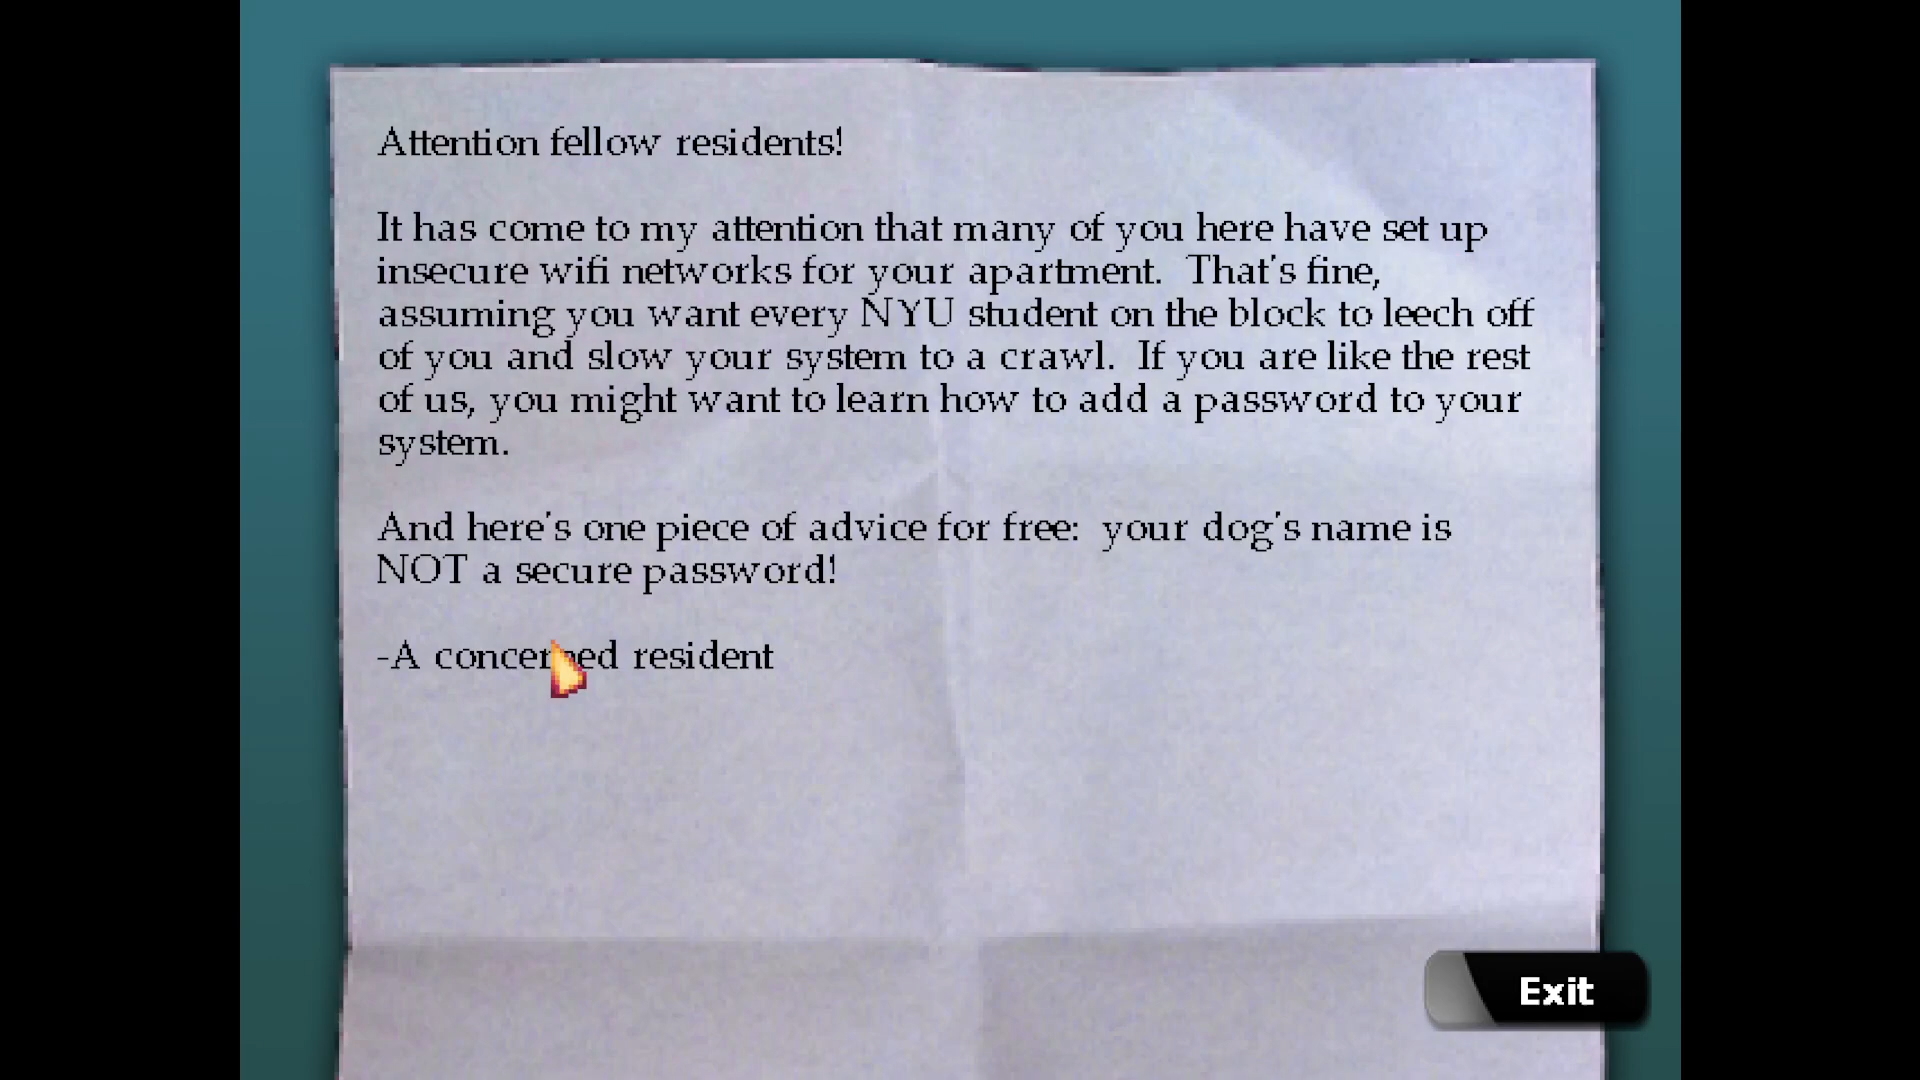 Attention fellow residents!
It has come to my attention that many of you here have set up
insecure wifi networks for your apartment.  That's fine,
assuming you want every NYU student on the block to leech off
of you and slow your system to a crawl.  If you are like the rest
of us, you might want to learn how to add a password to your
system.
And here's one piece of advice for free:  your dog's name is
NOT a secure password!
-A concerned resident
Exit